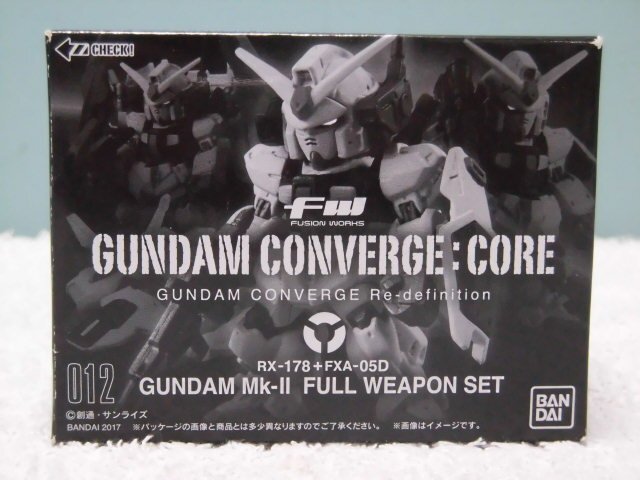 ZZ CHECK!!
FW
FUSION WORKS
GUNDAM CONVERGE:CORE
GUNDAM CONVERGE Re-definition
RX-178+FXA-05D
012 GUNDAM Mk-II FULL WEAPON SET
©創通・サンライズ
BANDAI 2017 ※パッケージの画像と商品とは多少異なりますのでご了承ください。 ※画像はイメージです。
BAN
DAI